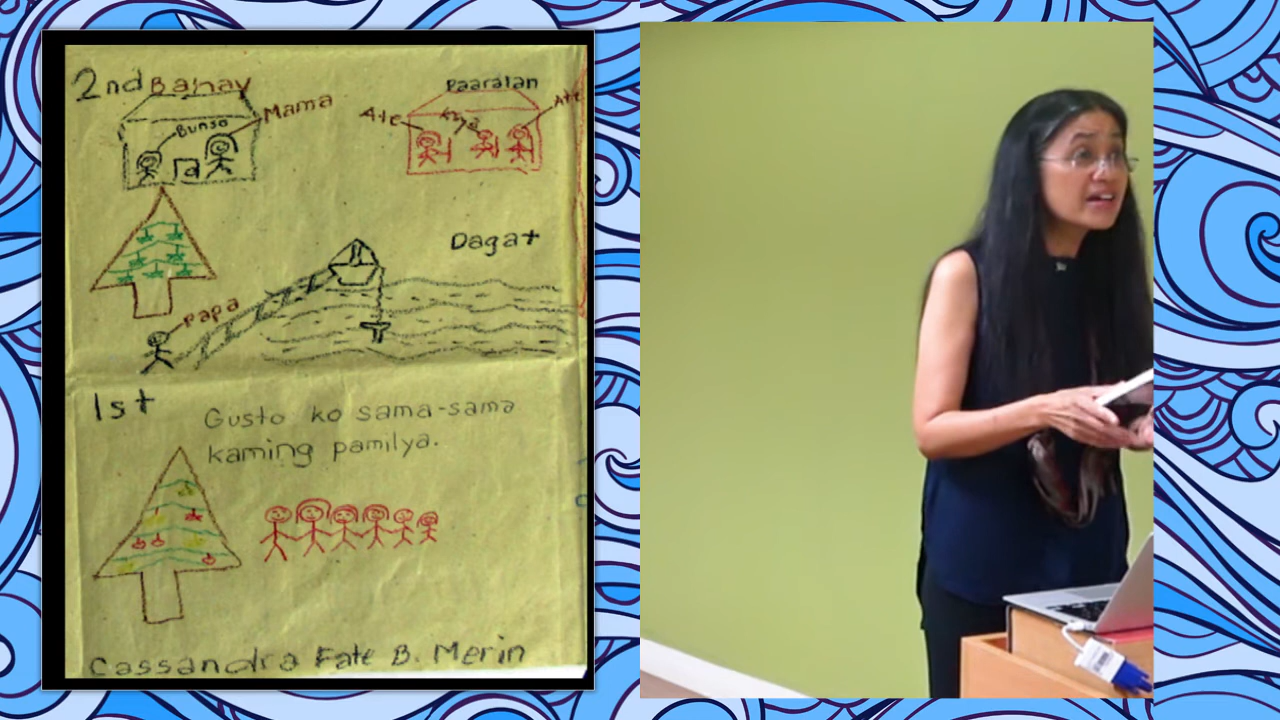 2nd Bahay
Bunso
Mama
Paaralan
Ate
Kuya
Ate
Dagat
Papa
1st
Gusto ko sama-sama
kaming pamilya.
Cassandra Fate B. Merin